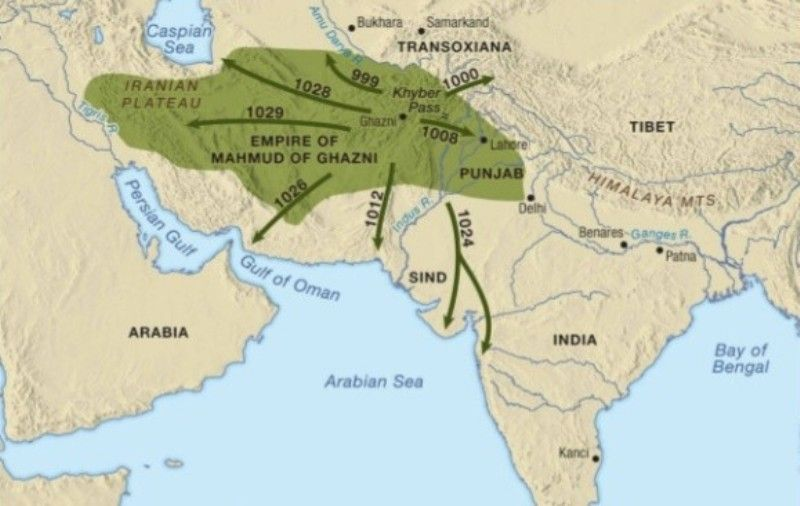 Caspian
Sea
Amu Darya R.
Bukhara
Samarkand
TRANSOXIANA
IRANIAN
PLATEAU
999
1000
1028
Khyber
Pass
Tigris R.
1029
Ghazni
1008
Lahore
TIBET
EMPIRE OF
MAHMUD OF GHAZNI
PUNJAB
HIMALAYA MTS
1026
1012
Indus R.
1024
Delhi
Persian Gulf
Benares
Ganges R.
Patna
Gulf of Oman
SIND
ARABIA
INDIA
Bay of
Bengal
Arabian Sea
Kanci